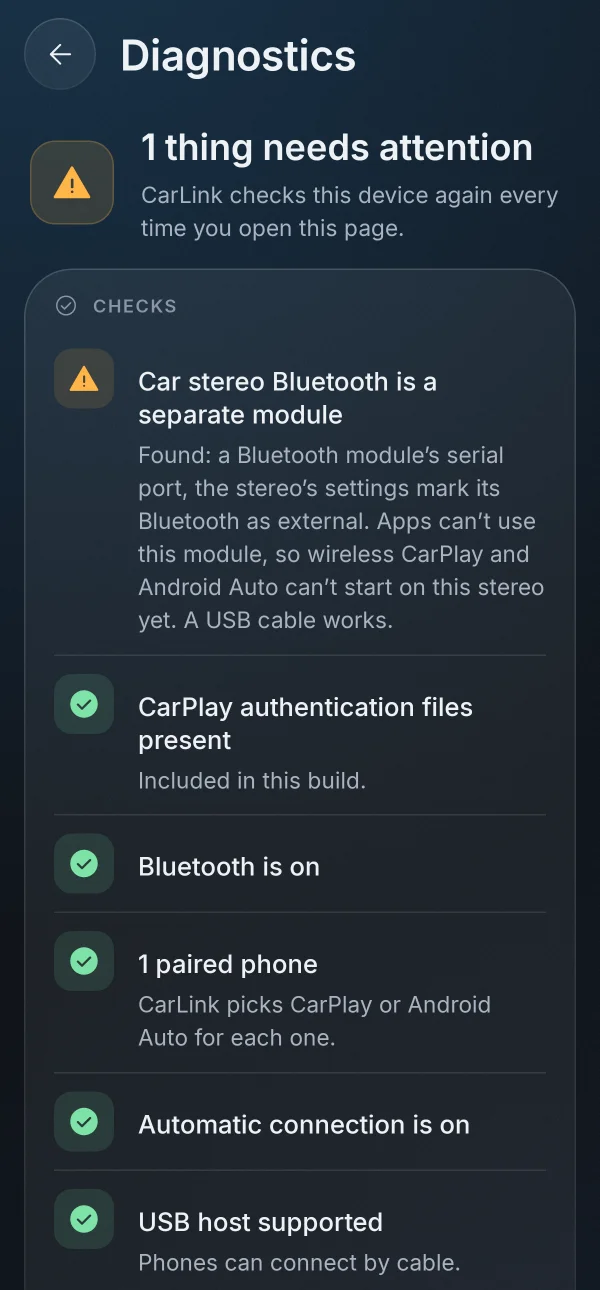 Diagnostics
1 thing needs attention
CarLink checks this device again every
time you open this page.
CHECKS
Car stereo Bluetooth is a
separate module
Found: a Bluetooth module’s serial
port, the stereo’s settings mark its
Bluetooth as external. Apps can’t use
this module, so wireless CarPlay and
Android Auto can’t start on this stereo
yet. A USB cable works.
CarPlay authentication files
present
Included in this build.
Bluetooth is on
1 paired phone
CarLink picks CarPlay or Android
Auto for each one.
Automatic connection is on
USB host supported
Phones can connect by cable.